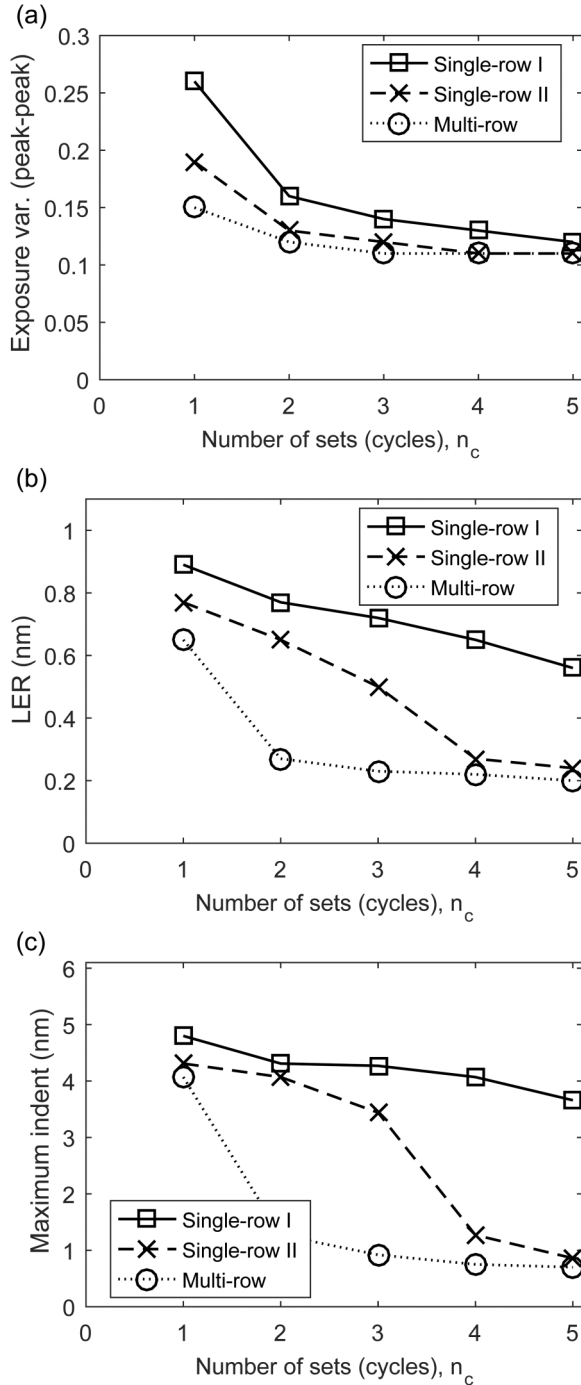 (a)
Exposure var. (peak-peak)
0.3
0.25
0.2
0.15
0.1
0.05
0
Single-row I
Single-row II
Multi-row
0 1 2 3 4 5
Number of sets (cycles), n_c
(b)
LER (nm)
1
0.8
0.6
0.4
0.2
0
Single-row I
Single-row II
Multi-row
0 1 2 3 4 5
Number of sets (cycles), n_c
(c)
Maximum indent (nm)
6
5
4
3
2
1
0
Single-row I
Single-row II
Multi-row
0 1 2 3 4 5
Number of sets (cycles), n_c